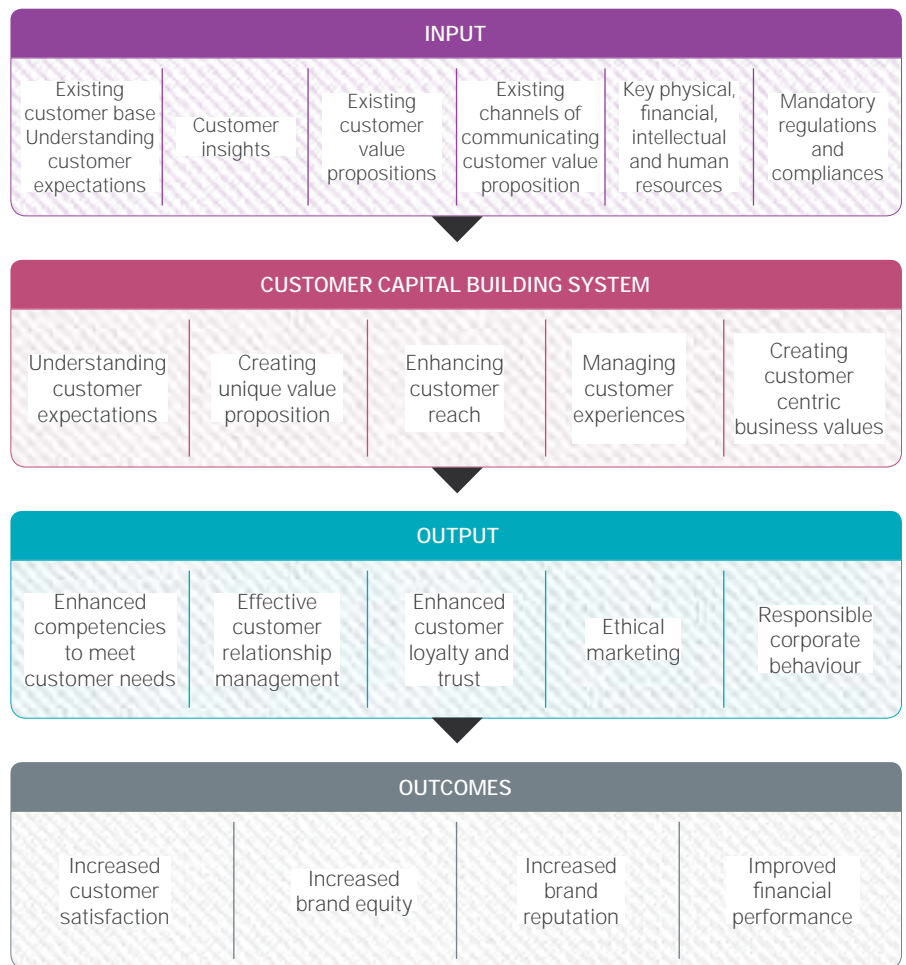 INPUT
Existing
customer base
Understanding
customer
expectations
Customer
insights
Existing
customer
value
propositions
Existing
channels of
communicating
customer value
proposition
Key physical,
financial,
intellectual
and human
resources
Mandatory
regulations
and
compliances
CUSTOMER CAPITAL BUILDING SYSTEM
Understanding
customer
expectations
Creating
unique value
proposition
Enhancing
customer
reach
Managing
customer
experiences
Creating
customer
centric
business values
OUTPUT
Enhanced
competencies
to meet
customer needs
Effective
customer
relationship
management
Enhanced
customer
loyalty and
trust
Ethical
marketing
Responsible
corporate
behaviour
OUTCOMES
Increased
customer
satisfaction
Increased
brand equity
Increased
brand
reputation
Improved
financial
performance